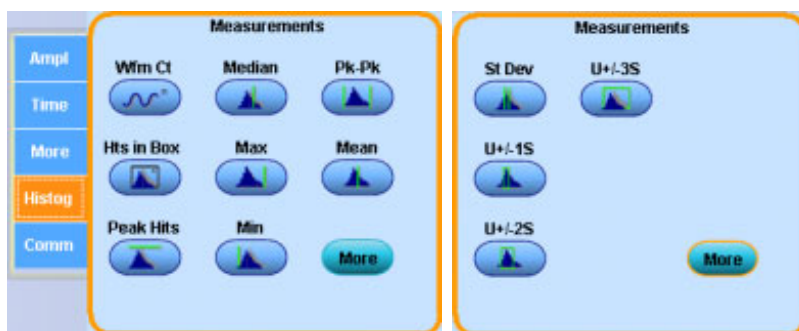 Measurements
Ampl
Time
More
Histog
Comm
Wfm Ct Median Pk-Pk
Hts in Box Max Mean
Peak Hits Min
More
Measurements
St Dev U+/-3S
U+/-1S
U+/-2S
More